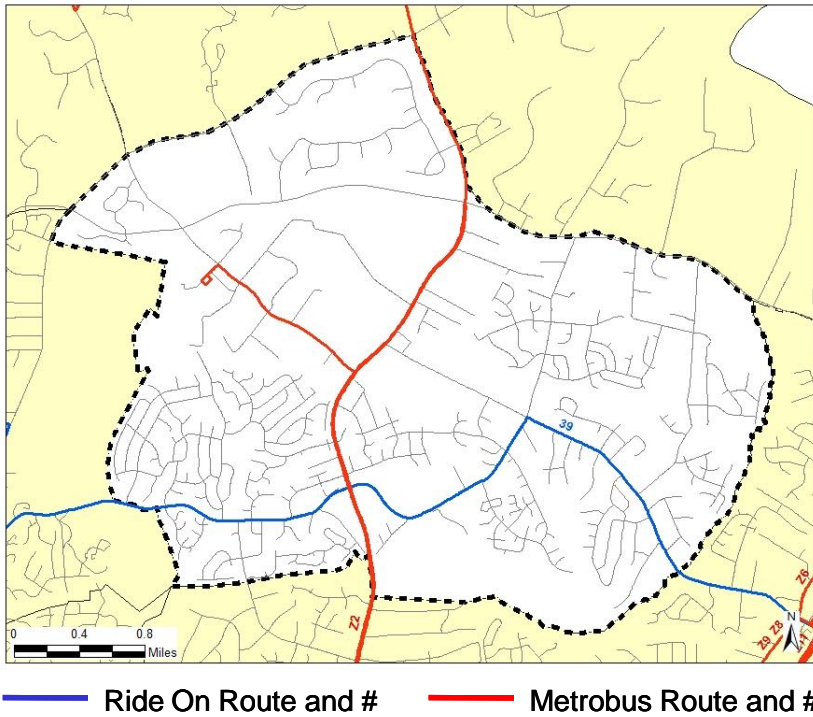 39
Z6
Z2
Z9 Z8
N
0 0.4 0.8
Miles
Ride On Route and #
Metrobus Route and #